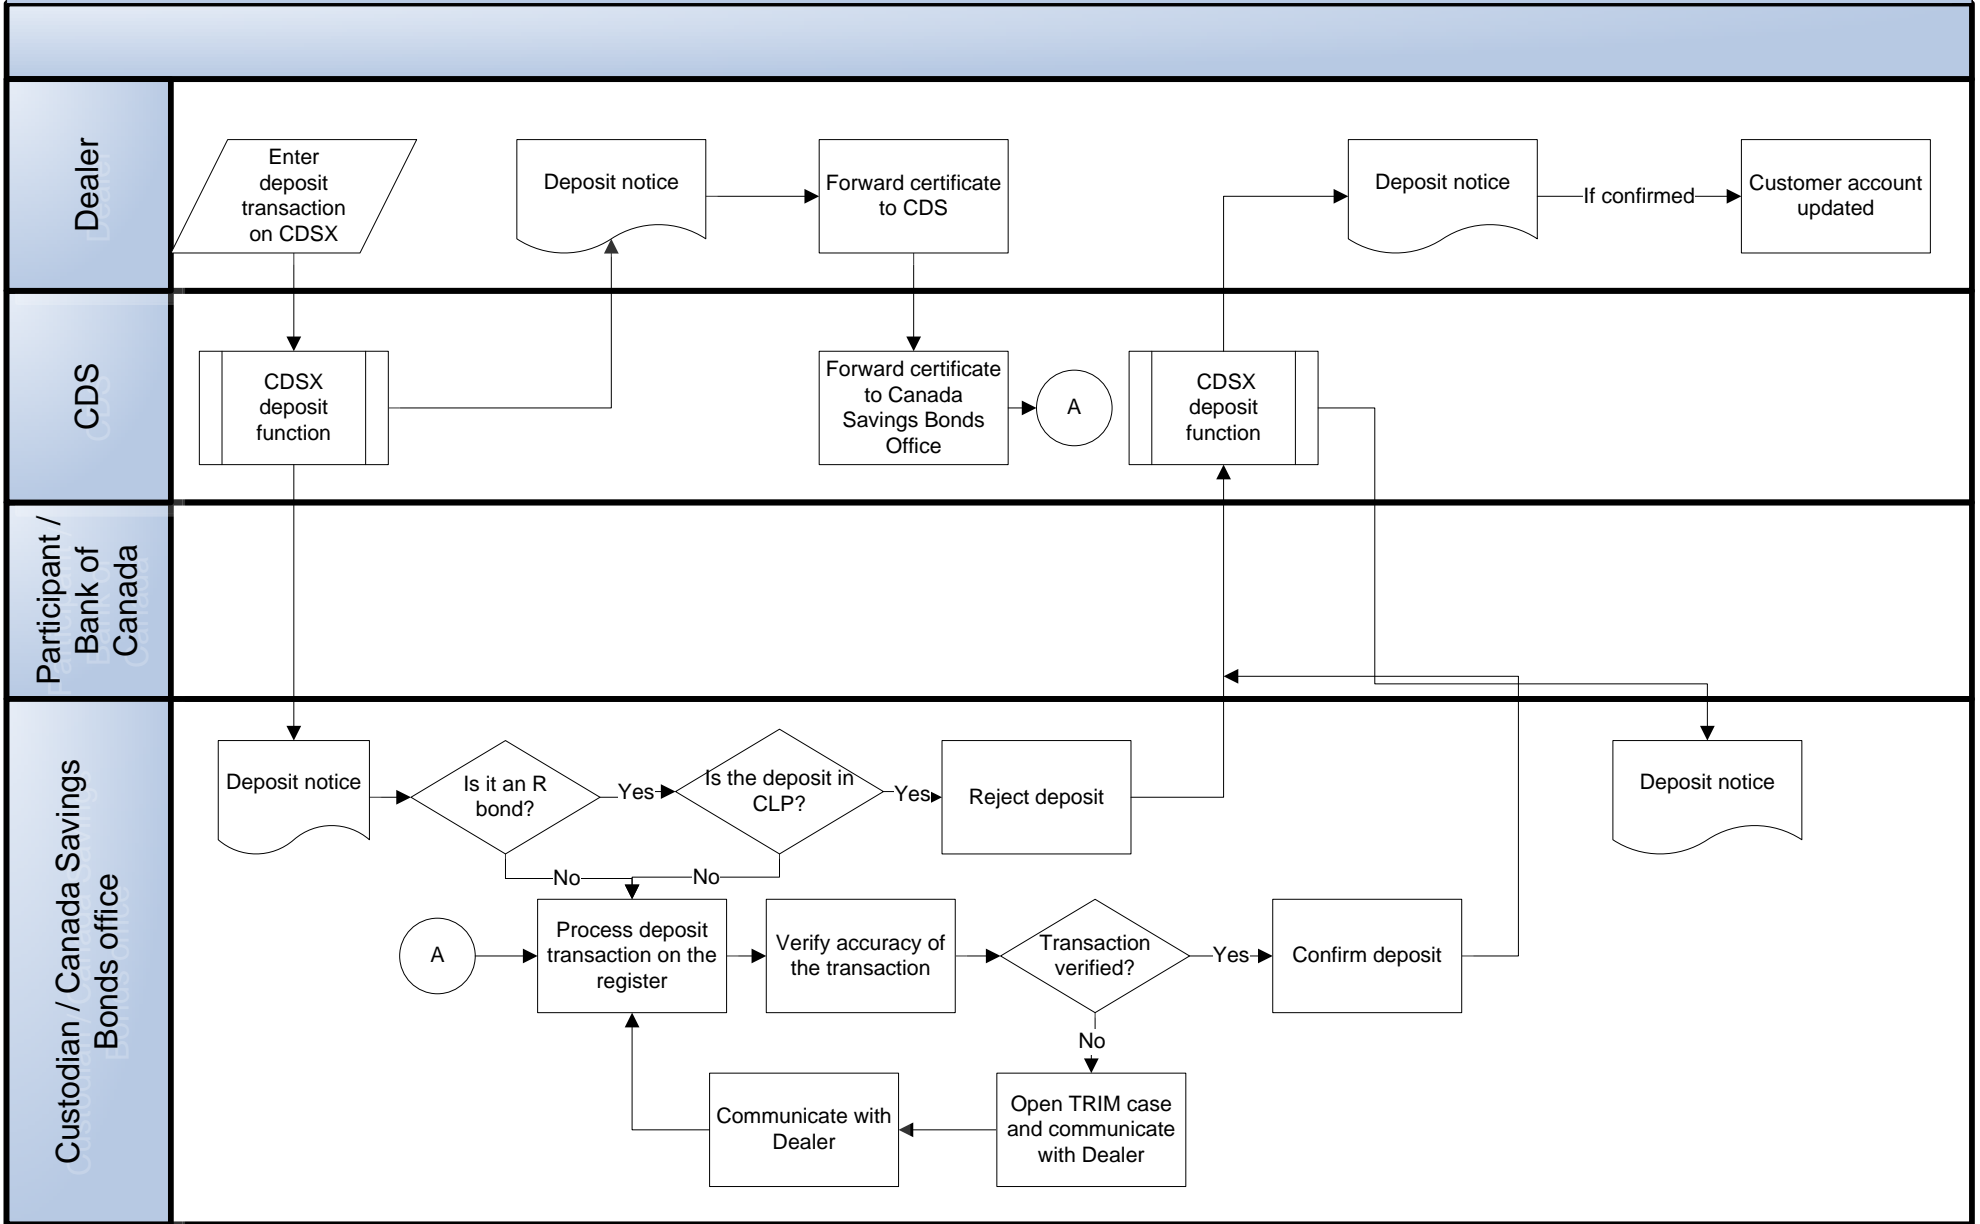 Dealer
Enter
deposit
transaction
on CDSX
Deposit notice
Forward certificate
to CDS
Deposit notice
If confirmed
Customer account
updated
CDS
CDSX
deposit
function
Forward certificate
to Canada
Savings Bonds
Office
A
CDSX
deposit
function
Participant /
Bank of
Canada
Custodian / Canada Savings
Bonds office
Deposit notice
Is it an R
bond?
Yes
Is the deposit in
CLP?
Yes
Reject deposit
Deposit notice
No
No
A
Process deposit
transaction on the
register
Verify accuracy of
the transaction
Transaction
verified?
Yes
Confirm deposit
No
Communicate with
Dealer
Open TRIM case
and communicate
with Dealer